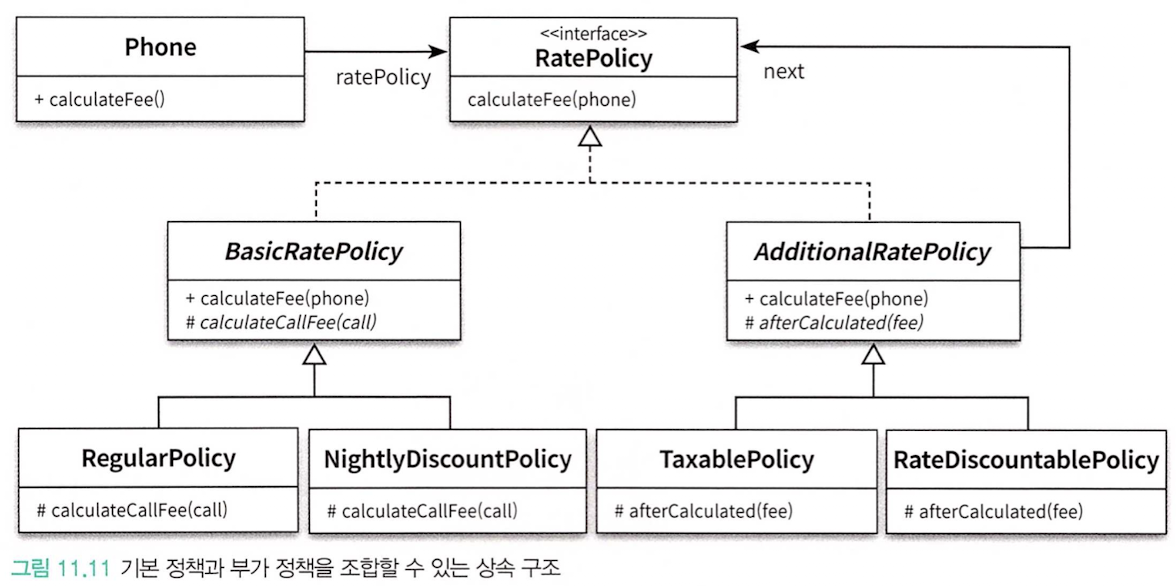 Phone
+ calculateFee()
ratePolicy
<<interface>>
RatePolicy
calculateFee(phone)
next
BasicRatePolicy
+ calculateFee(phone)
# calculateCallFee(call)
AdditionalRatePolicy
+ calculateFee(phone)
# afterCalculated(fee)
RegularPolicy
# calculateCallFee(call)
NightlyDiscountPolicy
# calculateCallFee(call)
TaxablePolicy
# afterCalculated(fee)
RateDiscountablePolicy
# afterCalculated(fee)
그림 11.11 기본 정책과 부가 정책을 조합할 수 있는 상속 구조